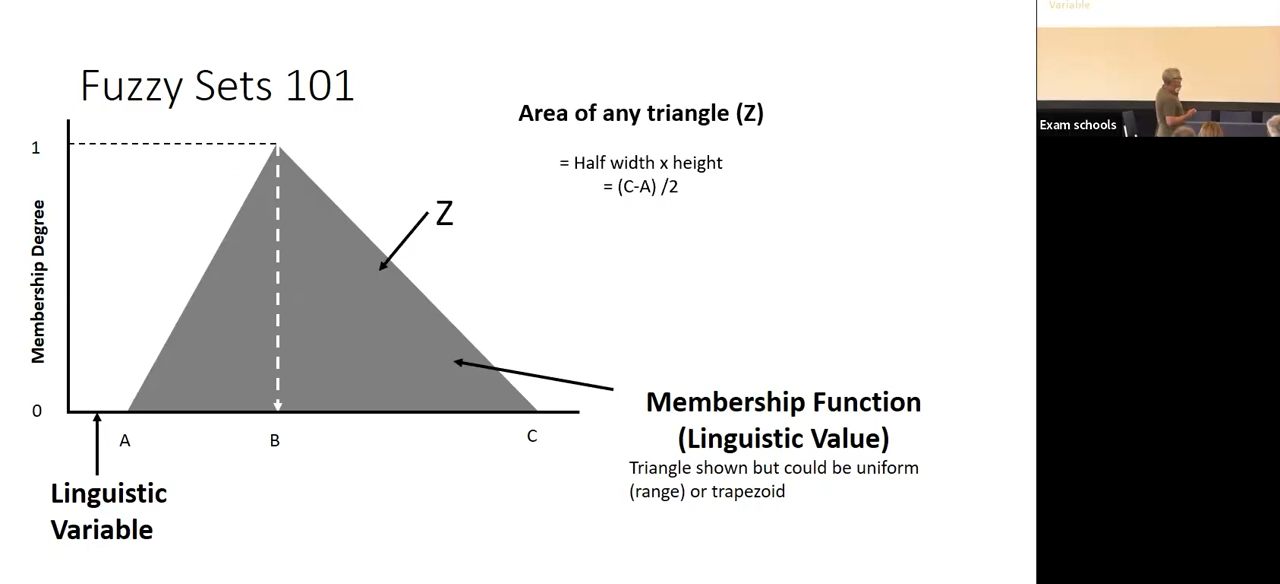 Fuzzy Sets 101
Area of any triangle (Z)
= Half width x height
= (C-A) /2
1
Z
Membership Degree
0
A
B
C
Membership Function
(Linguistic Value)
Triangle shown but could be uniform
(range) or trapezoid
Linguistic
Variable
Variable
Exam schools